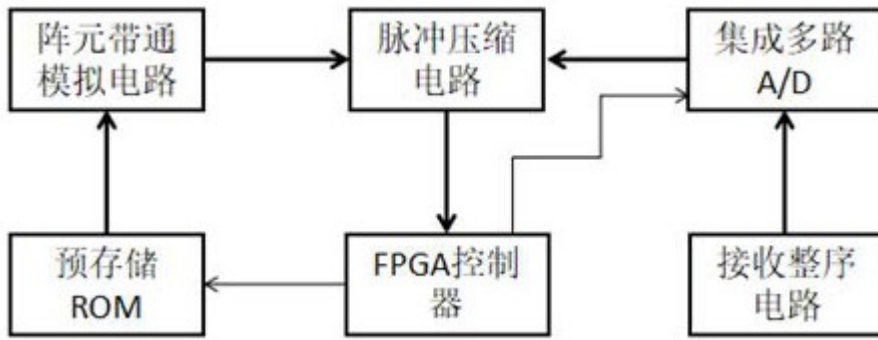 阵元带通
模拟电路
脉冲压缩
电路
集成多路
A/D
预存储
ROM
FPGA控制
器
接收整序
电路